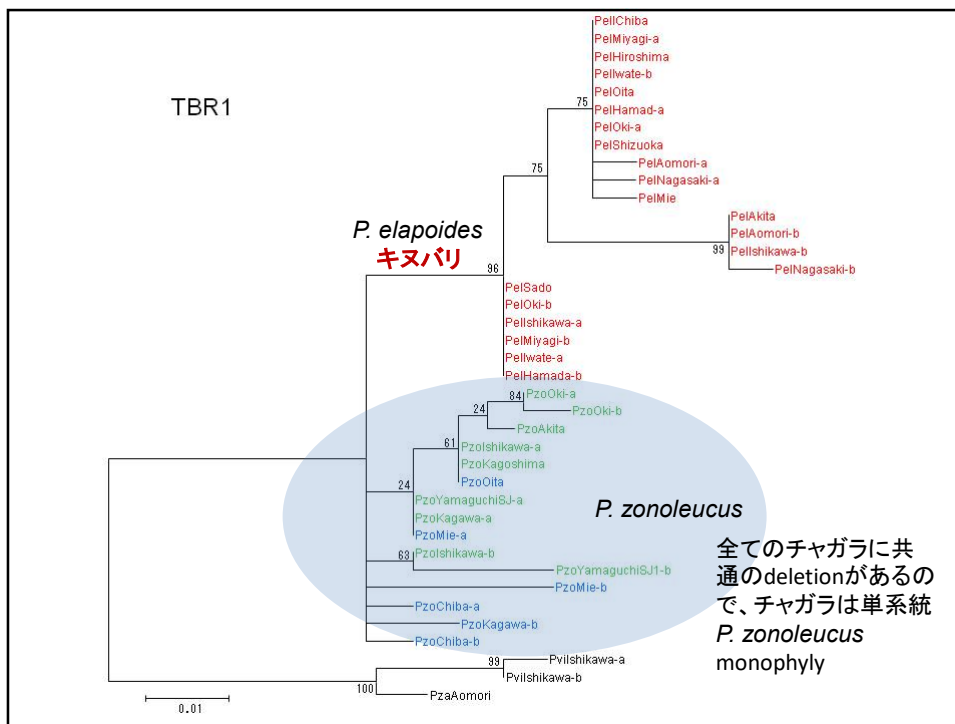 TBR1
PelChiba
PelMiyagi-a
PelHiroshima
PelIwate-b
PelOita
75
PelHamad-a
PelOki-a
PelShizuoka
PelAomori-a
PelNagasaki-a
PelMie
75
PelAkita
PelAomori-b
PelIshikawa-b
99
PelNagasaki-b
P. elapoides
キヌバリ
96
PelSado
PelOki-b
PelIshikawa-a
PelMiyagi-b
PelIwate-a
PelHamada-b
PzoOki-a
84
PzoOki-b
24
PzoAkita
61
PzoIshikawa-a
PzoKagoshima
PzoOita
24
PzoYamaguchiSJ-a
PzoKagawa-a
PzoMie-a
63
PzoIshikawa-b
PzoYamaguchiSJ1-b
PzoMie-b
PzoChiba-a
PzoKagawa-b
PzoChiba-b
P. zonoleucus
全てのチャガラに共
通のdeletionがあるの
で、チャガラは単系統
P. zonoleucus
monophyly
99
PviIshikawa-a
PviIshikawa-b
100
PzaAomori
0.01